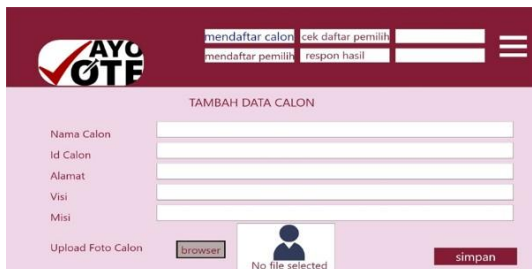 AYO
VOTE
mendaftar calon cek daftar pemilih
mendaftar pemilih respon hasil
TAMBAH DATA CALON
Nama Calon
Id Calon
Alamat
Visi
Misi
Upload Foto Calon browser
No file selected
simpan